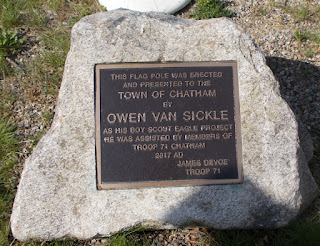 THIS FLAG POLE WAS ERECTED
AND PRESENTED TO THE
TOWN OF CHATHAM
BY
OWEN VAN SICKLE
AS HIS BOY SCOUT EAGLE PROJECT
HE WAS ASSISTED BY MEMBERS OF
TROOP 71 CHATHAM
2017 AD
JAMES DEVOE
TROOP 71